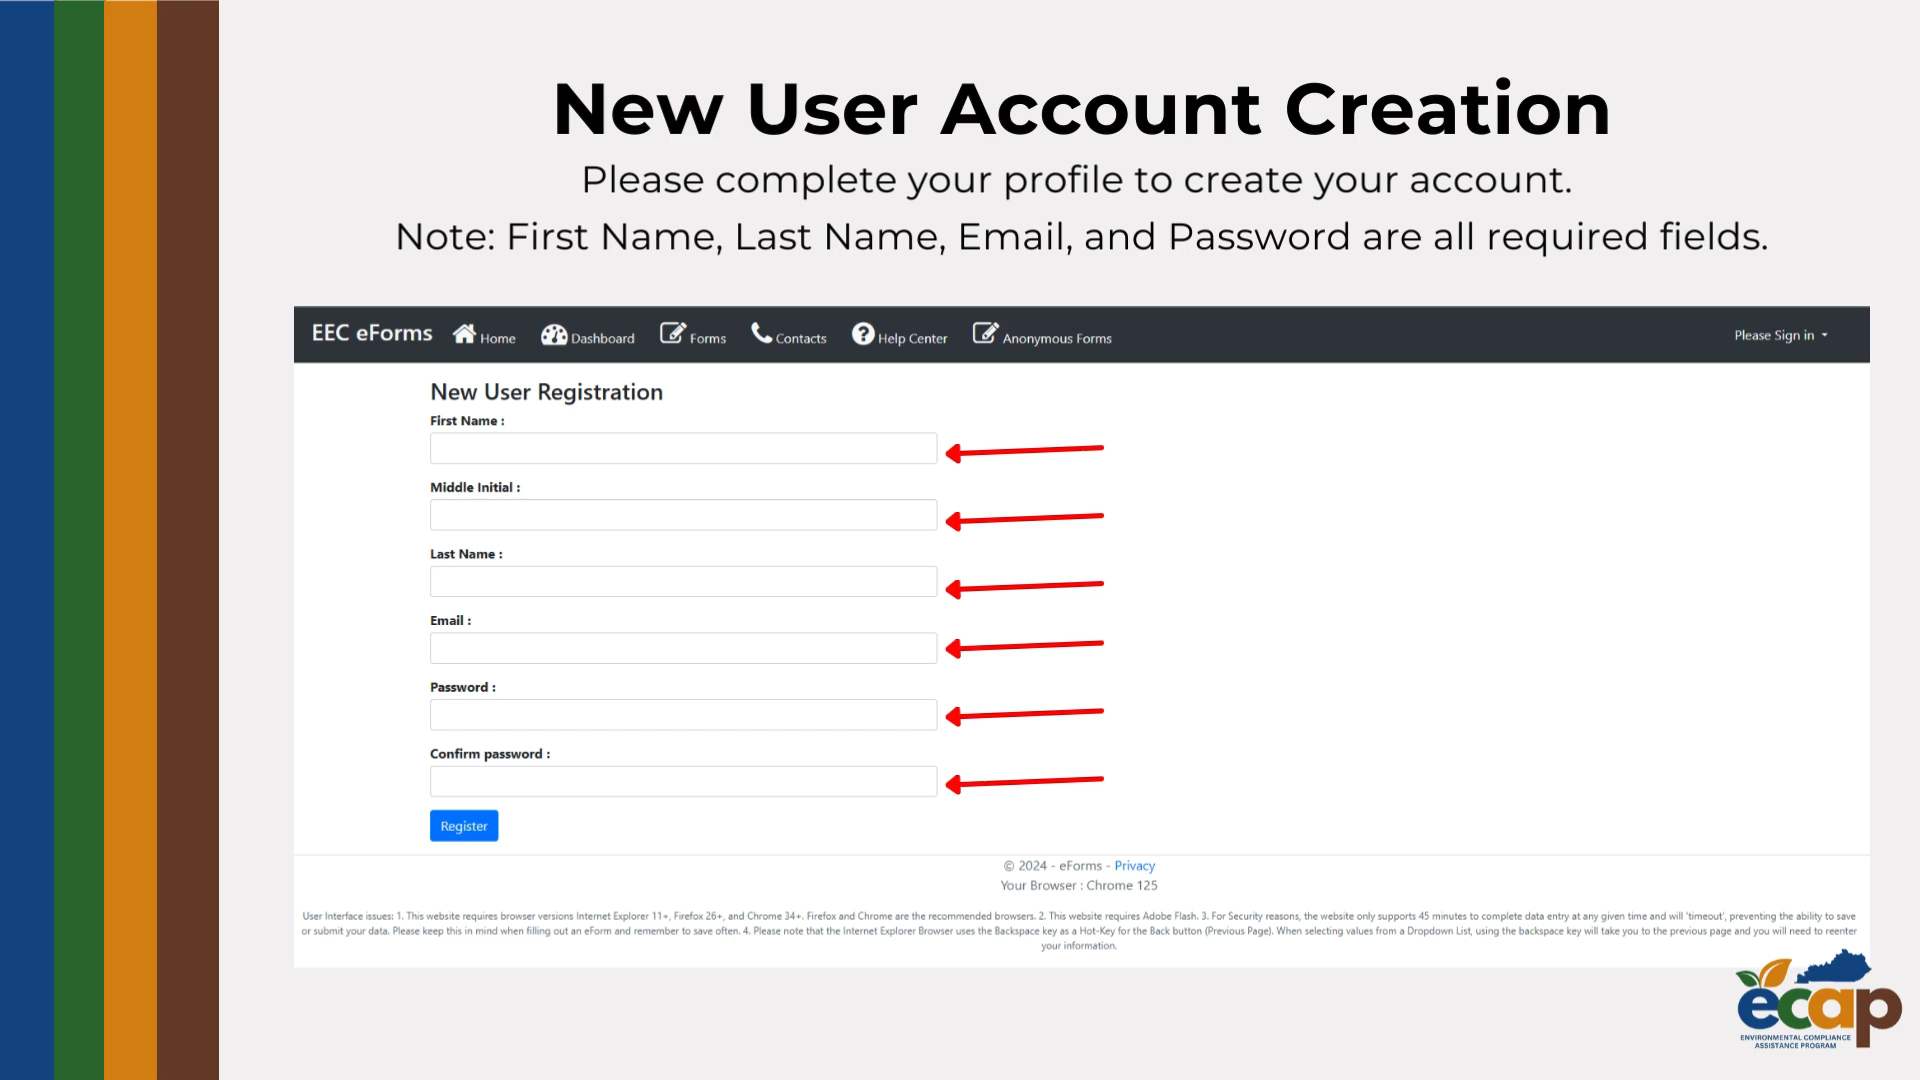 New User Account Creation
Please complete your profile to create your account.
Note: First Name, Last Name, Email, and Password are all required fields.
EEC eForms Home Dashboard Forms Contacts Help Center Anonymous Forms Please Sign in
New User Registration
First Name :
Middle Initial :
Last Name :
Email :
Password :
Confirm password :
Register
© 2024 - eForms - Privacy
Your Browser : Chrome 125
User Interface issues: 1. This website requires browser versions Internet Explorer 11+, Firefox 26+, and Chrome 34+. Firefox and Chrome are the recommended browsers. 2. This website requires Adobe Flash. 3. For Security reasons, the website only supports 45 minutes to complete data entry at any given time and will 'timeout', preventing the ability to save
or submit your data. Please keep this in mind when filling out an eForm and remember to save often. 4. Please note that the Internet Explorer Browser uses the Backspace key as a Hot-Key for the Back button (Previous Page). When selecting values from a Dropdown List, using the backspace key will take you to the previous page and you will need to reenter
your information.
ecap
ENVIRONMENTAL COMPLIANCE
ASSISTANCE PROGRAM